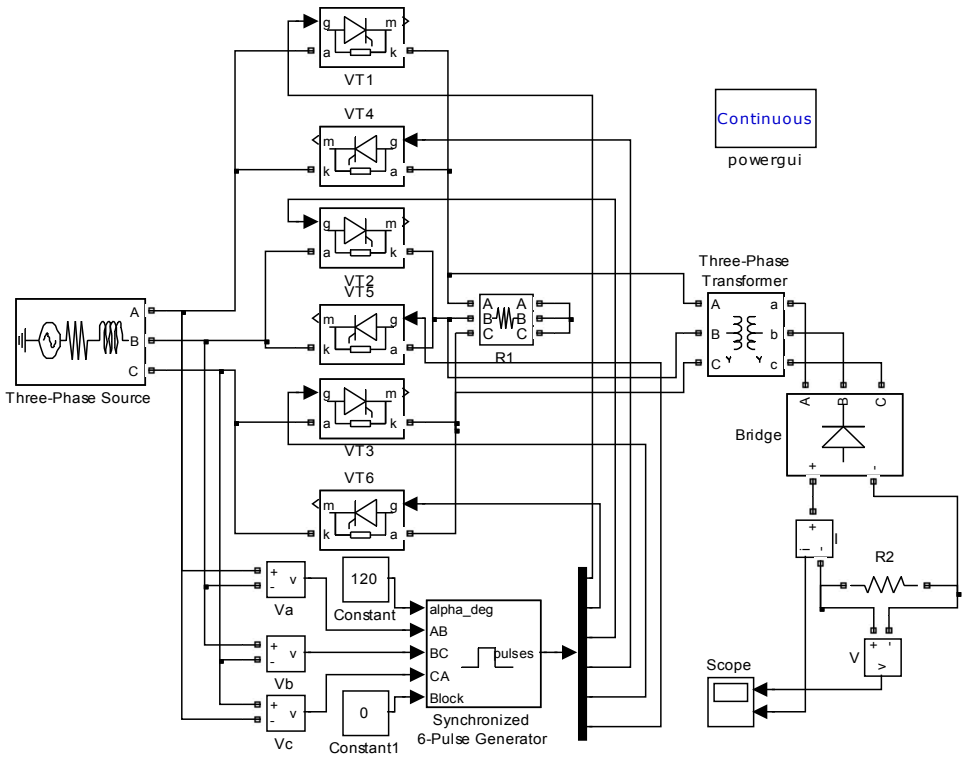 g m
a k
VT1
VT4
m g
k a
Continuous
powergui
g m
a k
VT2
VT5
m g
k a
Three-Phase
Transformer
A a
B b
C c
Y Y
A
B
C
Three-Phase Source
A A
B B
C C
R1
g m
a k
VT3
VT6
m g
k a
A B C
Bridge
+ -
+
i -
I
R2
+ -
v
V
Scope
+
- v
Va
+
- v
Vb
+
- v
Vc
120
Constant
0
Constant1
alpha_deg
AB
BC
CA
Block
pulses
Synchronized
6-Pulse Generator